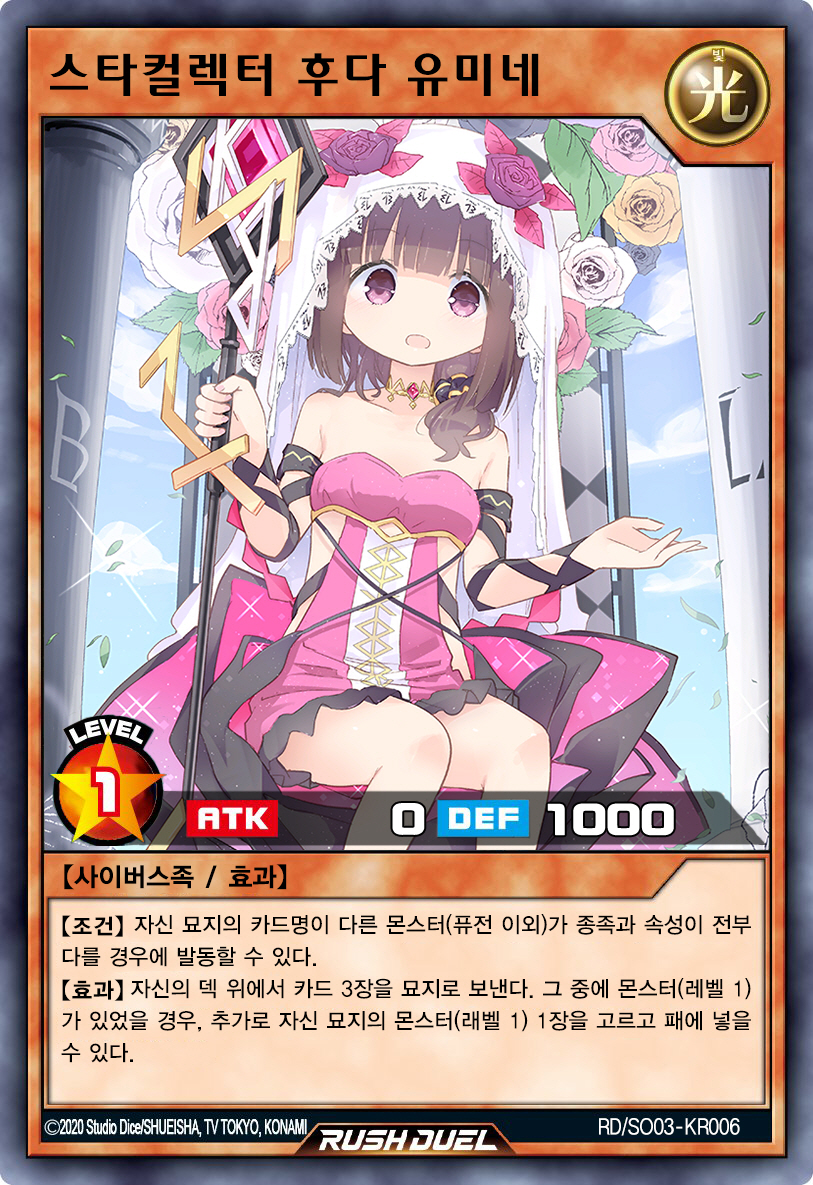 스타컬렉터 후다 유미네
빛
光
B
L
LEVEL
1
ATK 0 DEF 1000
【사이버스족 / 효과】
【조건】 자신 묘지의 카드명이 다른 몬스터(퓨전 이외)가 종족과 속성이 전부
다를 경우에 발동할 수 있다.
【효과】 자신의 덱 위에서 카드 3장을 묘지로 보낸다. 그 중에 몬스터(레벨 1)
가 있었을 경우, 추가로 자신 묘지의 몬스터(래벨 1) 1장을 고르고 패에 넣을
수 있다.
©2020 Studio Dice/SHUEISHA, TV TOKYO, KONAMI
RUSH DUEL
RD/SO03-KR006